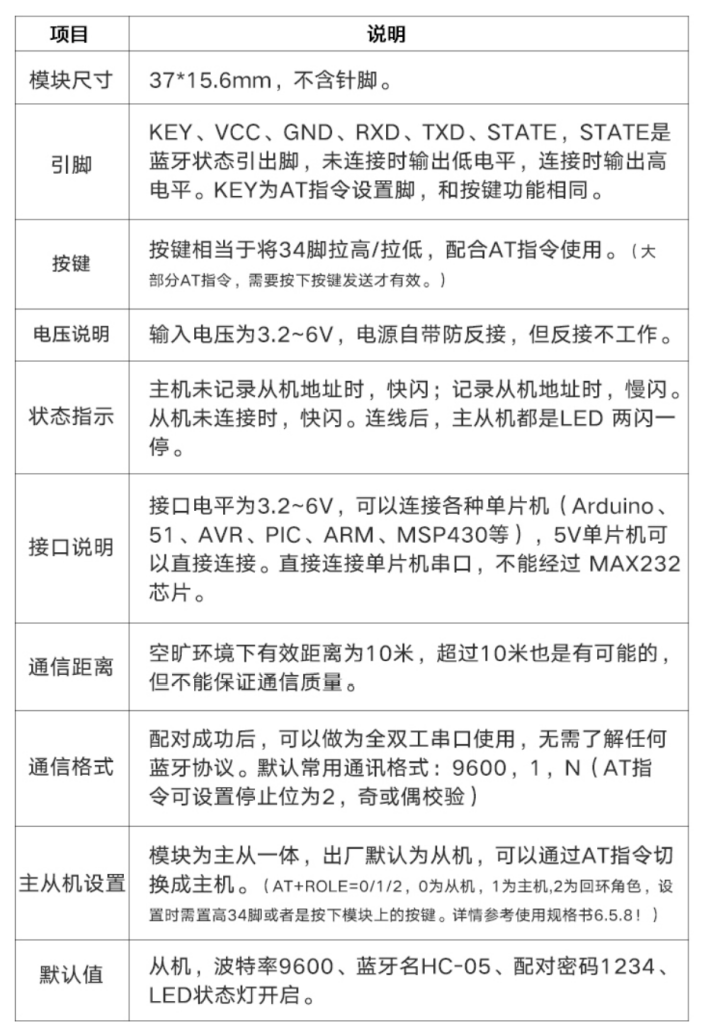 项目 说明
模块尺寸 37*15.6mm，不含针脚。
KEY、VCC、GND、RXD、TXD、STATE，STATE是
引脚 蓝牙状态引出脚，未连接时输出低电平，连接时输出高
电平。KEY为AT指令设置脚，和按键功能相同。
按键 按键相当于将34脚拉高/拉低，配合AT指令使用。（大
部分AT指令，需要按下按键发送才有效。）
电压说明 输入电压为3.2~6V，电源自带防反接，但反接不工作。
主机未记录从机地址时，快闪；记录从机地址时，慢闪。
状态指示 从机未连接时，快闪。连线后，主从机都是LED 两闪一
停。
接口电平为3.2~6V，可以连接各种单片机（Arduino、
接口说明 51、AVR、PIC、ARM、MSP430等），5V单片机可
以直接连接。直接连接单片机串口，不能经过 MAX232
芯片。
通信距离 空旷环境下有效距离为10米，超过10米也是有可能的，
但不能保证通信质量。
配对成功后，可以做为全双工串口使用，无需了解任何
通信格式 蓝牙协议。默认常用通讯格式：9600，1，N（AT指
令可设置停止位为2，奇或偶校验）
模块为主从一体，出厂默认为从机，可以通过AT指令切
主从机设置 换成主机。（AT+ROLE=0/1/2，0为从机，1为主机,2为回环角色，设
置时需置高34脚或者是按下模块上的按键。详情参考使用规格书6.5.8！）
默认值 从机，波特率9600、蓝牙名HC-05、配对密码1234、
LED状态灯开启。